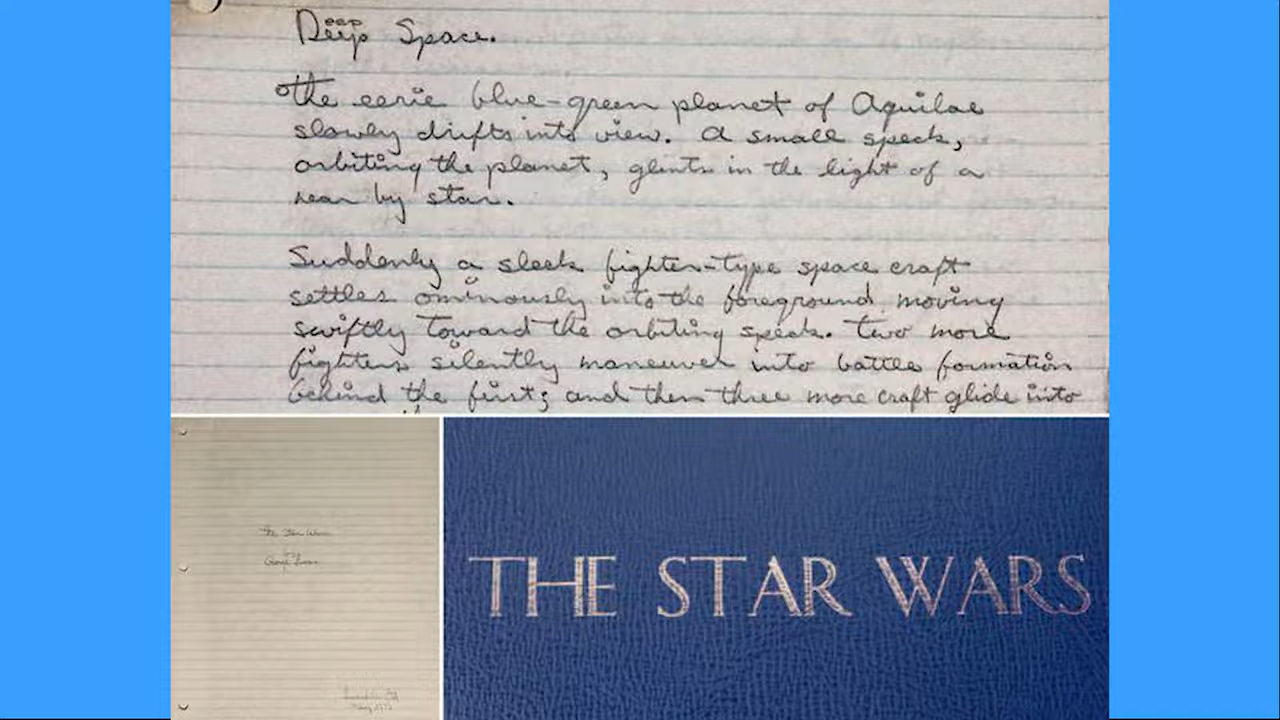 Deep Space.
The eerie blue-green planet of Aquilae
slowly drifts into view. A small speck,
orbiting the planet, glints in the light of a
near by star.
Suddenly a sleek fighter-type space craft
settles ominously into the foreground moving
swiftly toward the orbiting speck. Two more
fighters silently maneuver into battle formation
behind the first; and then three more craft glide into
The Star Wars
by
George Lucas
May 1973
THE STAR WARS